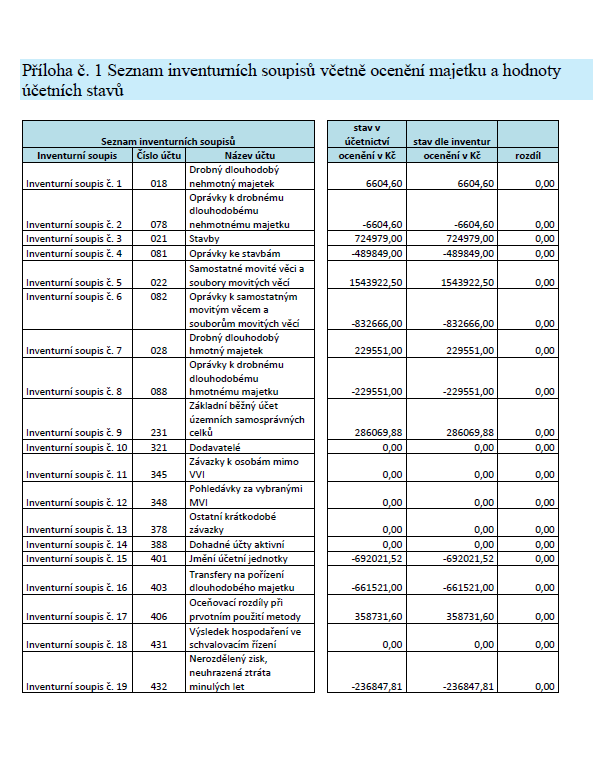 Příloha č. 1 Seznam inventurních soupisů včetně ocenění majetku a hodnoty
účetních stavů
Seznam inventurních soupisů
stav v
účetnictví
stav dle inventur
Inventurní soupis Číslo účtu Název účtu ocenění v Kč ocenění v Kč rozdíl
Drobný dlouhodobý
Inventurní soupis č. 1 018 nehmotný majetek 6604,60 6604,60 0,00
Oprávky k drobnému
dlouhodobému
Inventurní soupis č. 2 078 nehmotnému majetku -6604,60 -6604,60 0,00
Inventurní soupis č. 3 021 Stavby 724979,00 724979,00 0,00
Inventurní soupis č. 4 081 Oprávky ke stavbám -489849,00 -489849,00 0,00
Samostatné movité věci a
Inventurní soupis č. 5 022 soubory movitých věcí 1543922,50 1543922,50 0,00
Inventurní soupis č. 6 082 Oprávky k samostatným
movitým věcem a
souborům movitých věcí -832666,00 -832666,00 0,00
Drobný dlouhodobý
Inventurní soupis č. 7 028 hmotný majetek 229551,00 229551,00 0,00
Oprávky k drobnému
dlouhodobému
Inventurní soupis č. 8 088 hmotnému majetku -229551,00 -229551,00 0,00
Základní běžný účet
územních samosprávných
Inventurní soupis č. 9 231 celků 286069,88 286069,88 0,00
Inventurní soupis č. 10 321 Dodavatelé 0,00 0,00 0,00
Závazky k osobám mimo
Inventurní soupis č. 11 345 VVI 0,00 0,00 0,00
Pohledávky za vybranými
Inventurní soupis č. 12 348 MVI 0,00 0,00 0,00
Ostatní krátkodobé
Inventurní soupis č. 13 378 závazky 0,00 0,00 0,00
Inventurní soupis č. 14 388 Dohadné účty aktivní 0,00 0,00 0,00
Inventurní soupis č. 15 401 Jmění účetní jednotky -692021,52 -692021,52 0,00
Transfery na pořízení
Inventurní soupis č. 16 403 dlouhodobého majetku -661521,00 -661521,00 0,00
Oceňovací rozdíly při
Inventurní soupis č. 17 406 prvotním použití metody 358731,60 358731,60 0,00
Výsledek hospodaření ve
Inventurní soupis č. 18 431 schvalovacím řízení 0,00 0,00 0,00
Nerozdělený zisk,
neuhrazená ztráta
Inventurní soupis č. 19 432 minulých let -236847,81 -236847,81 0,00